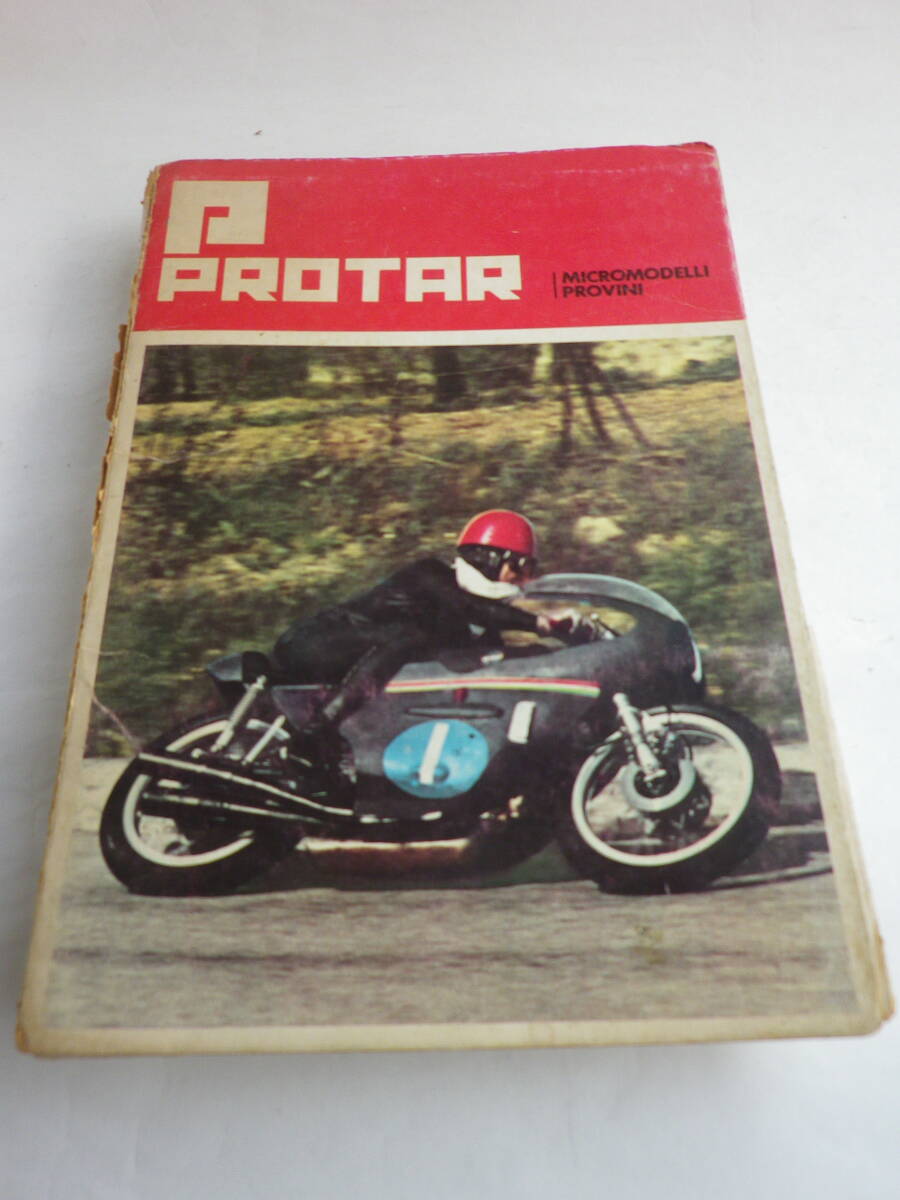 P
PROTAR
MICROMODELLI
PROVINI
1